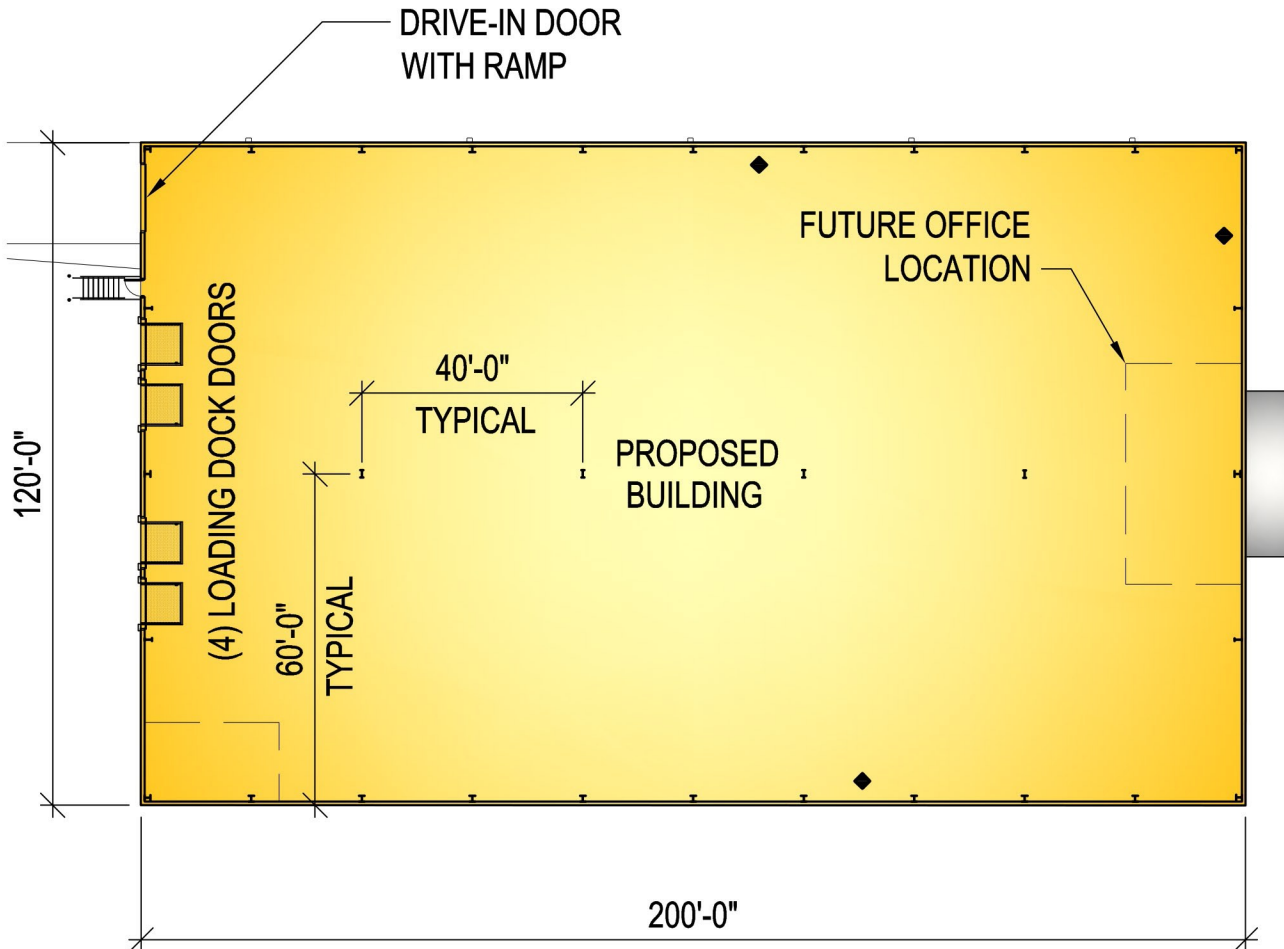 DRIVE-IN DOOR
WITH RAMP
FUTURE OFFICE
LOCATION
(4) LOADING DOCK DOORS
40'-0"
TYPICAL
PROPOSED
BUILDING
120'-0"
60'-0"
TYPICAL
200'-0"